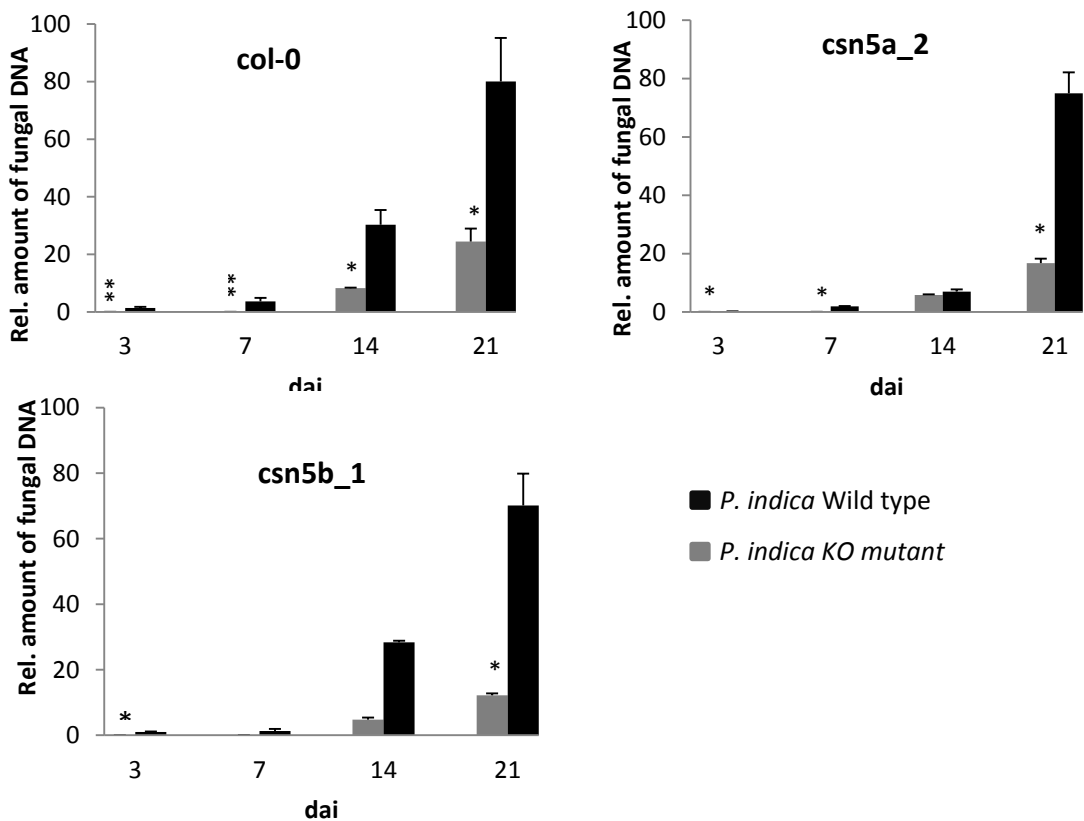 Rel. amount of fungal DNA
col-0
100
80
60
40
20
0
**
**
*
*
3 7 14 21
dai
Rel. amount of fungal DNA
csn5a_2
100
80
60
40
20
0
*
*
*
3 7 14 21
dai
Rel. amount of fungal DNA
csn5b_1
100
80
60
40
20
0
*
*
3 7 14 21
dai
P. indica Wild type
P. indica KO mutant